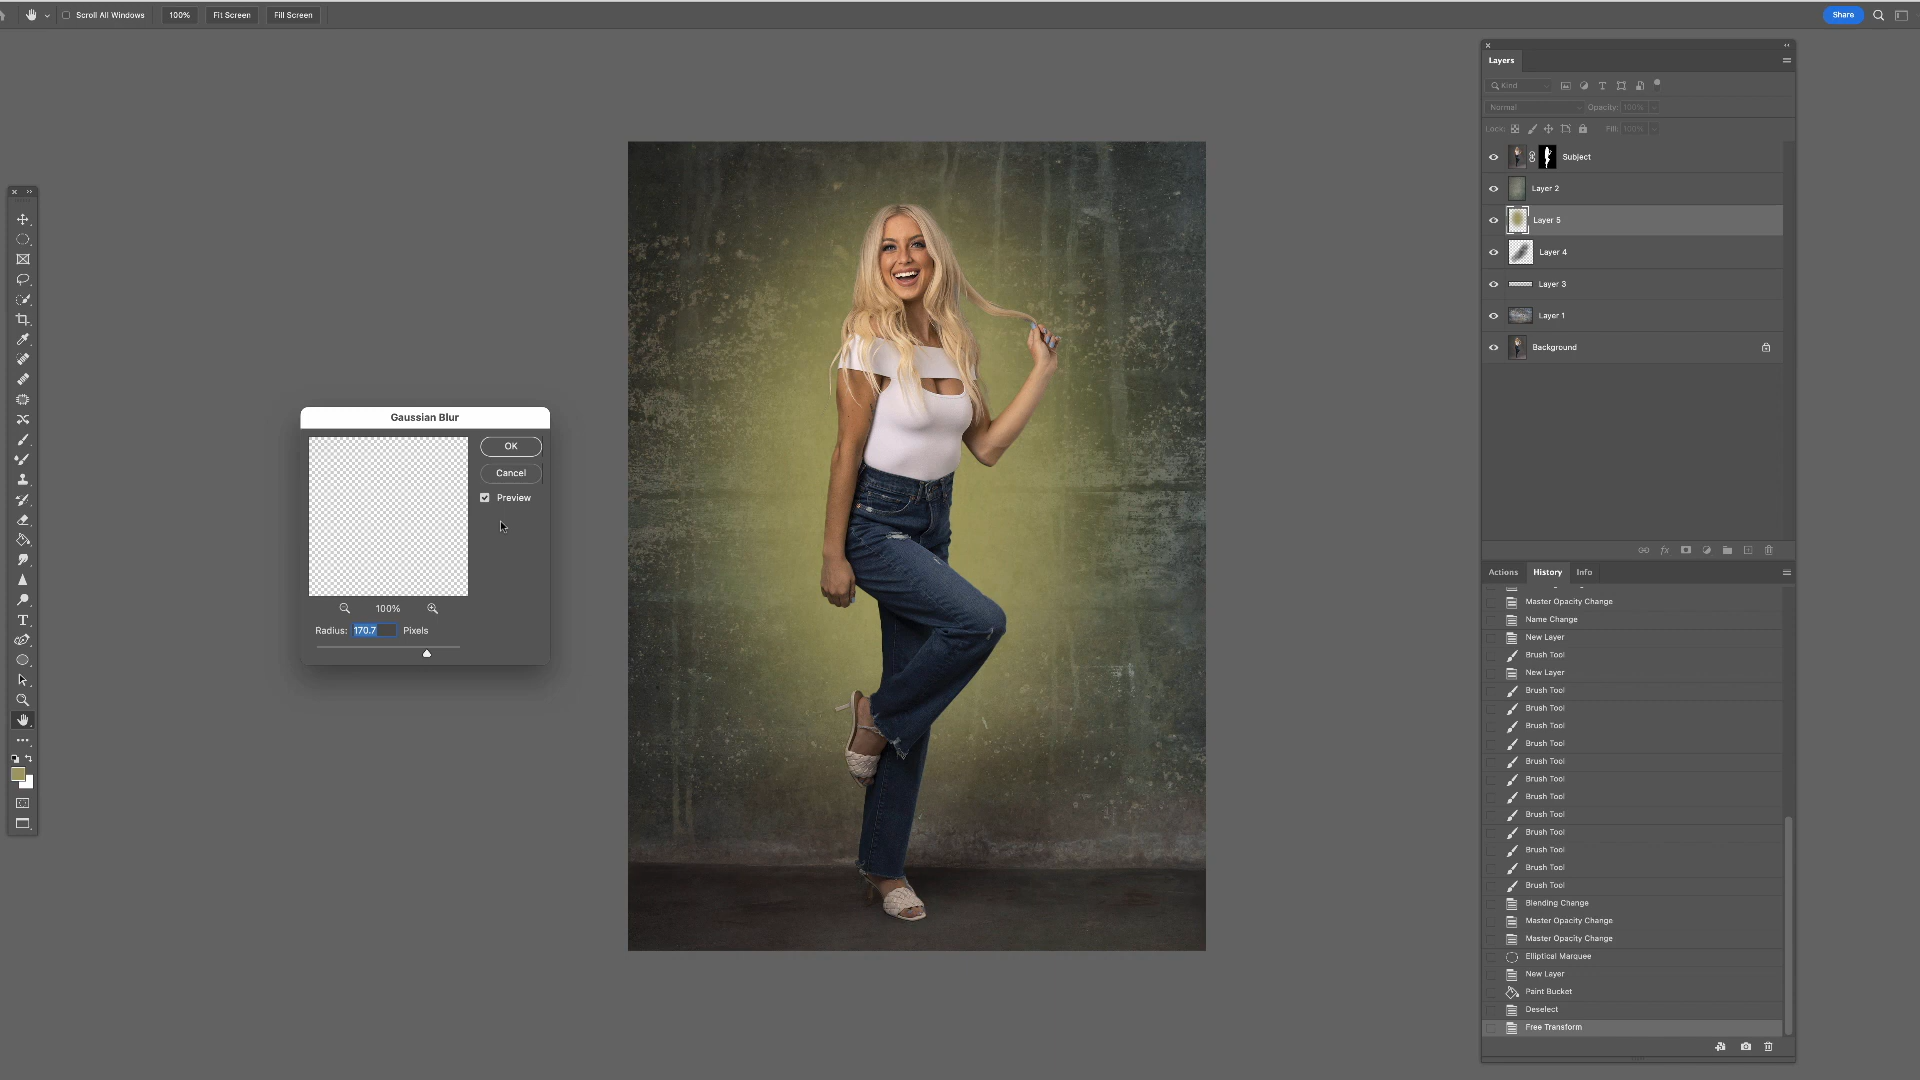 Scroll All Windows 100% Fit Screen Fill Screen Share
Layers
Kind
Normal Opacity: 100%
Lock: Fill: 100%
Subject
Layer 2
Layer 5
Layer 4
Layer 3
Layer 1
Background
Gaussian Blur
OK
Cancel
Preview
100%
Radius: 170.7 Pixels
Actions History Info
Master Opacity Change
Name Change
New Layer
Brush Tool
New Layer
Brush Tool
Brush Tool
Brush Tool
Brush Tool
Brush Tool
Brush Tool
Brush Tool
Brush Tool
Brush Tool
Brush Tool
Brush Tool
Brush Tool
Blending Change
Master Opacity Change
Master Opacity Change
Elliptical Marquee
New Layer
Paint Bucket
Deselect
Free Transform